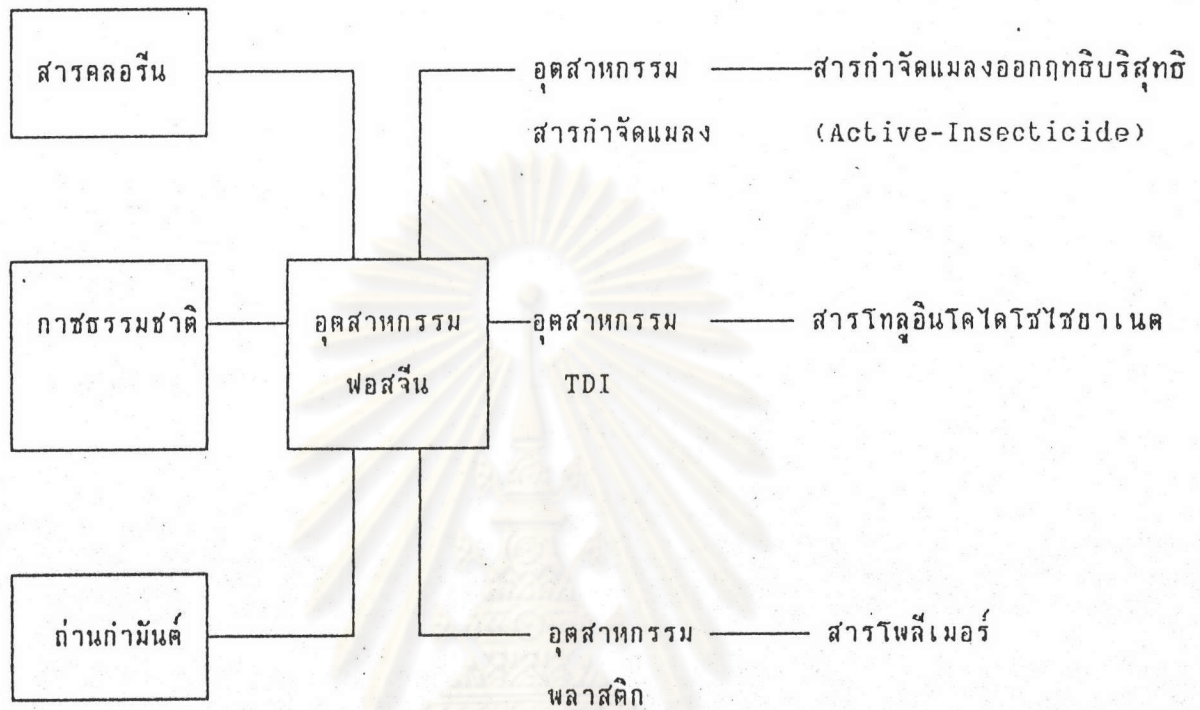 สารคลอรีน
อุตสาหกรรม
สารกำจัดแมลง
สารกำจัดแมลงออกฤทธิบริสุทธิ
(Active-Insecticide)
กาซธรรมชาติ
อุตสาหกรรม
ฟอสจีน
อุตสาหกรรม
TDI
สารโทลูอินโดไดโซไซยาเนต
ถ่านกำมันต์
อุตสาหกรรม
พลาสติก
สารโพลีเมอร์